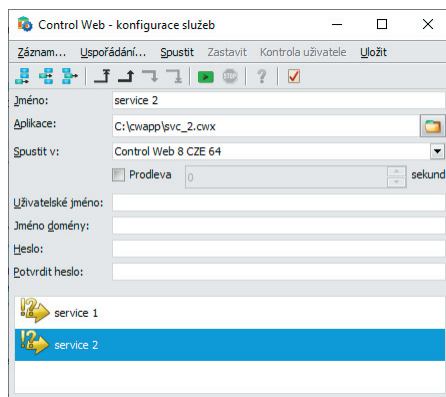 Control Web - konfigurace služeb
Záznam... Uspořádání... Spustit Zastavit Kontrola uživatele Uložit
STOP ?
Jméno: service 2
Aplikace: C:\cwapp\svc_2.cwx
Spustit v: Control Web 8 CZE 64
Prodleva 0 sekund
Uživatelské jméno:
Jméno domény:
Heslo:
Potvrdit heslo:
!? service 1
!? service 2